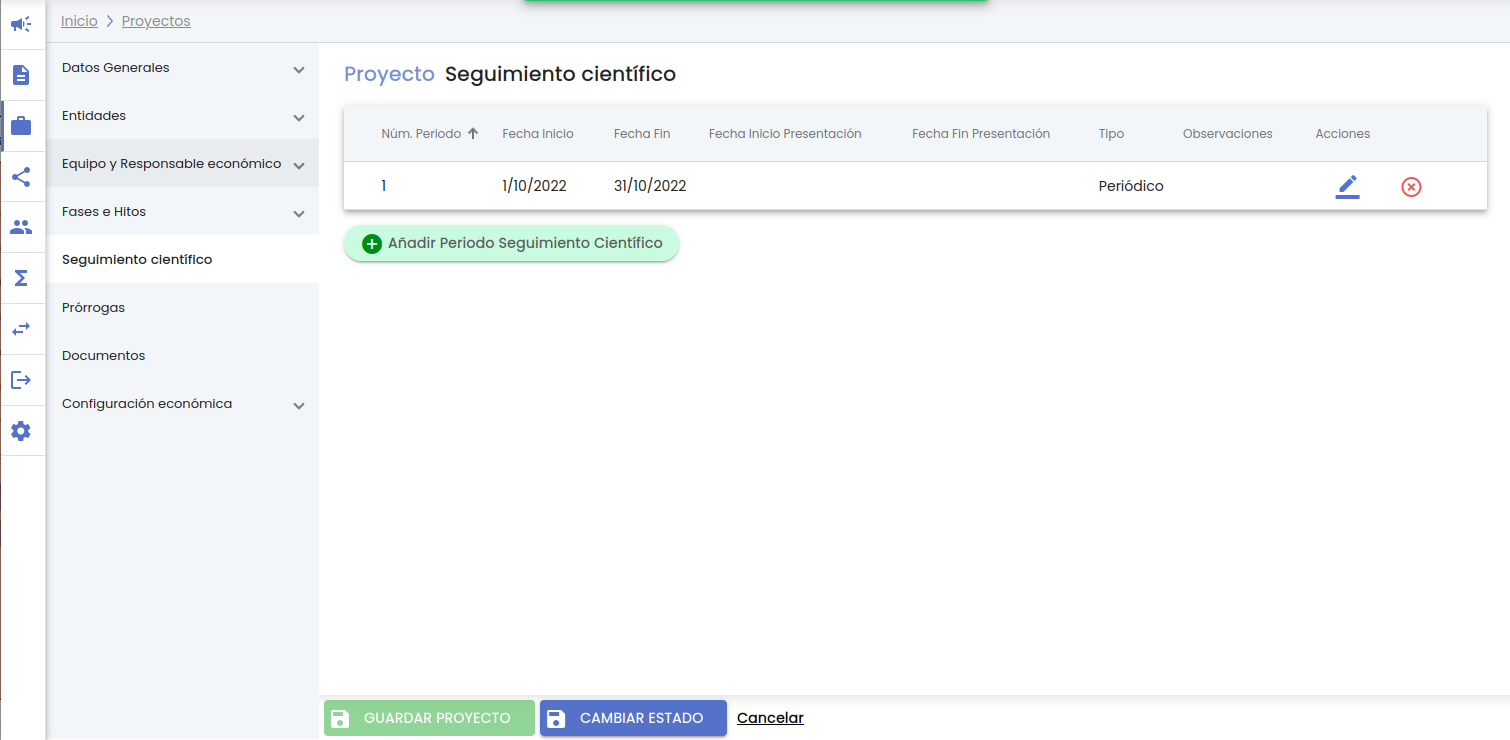 Inicio > Proyectos
Datos Generales
Entidades
Equipo y Responsable económico
Fases e Hitos
Seguimiento científico
Prórrogas
Documentos
Configuración económica
Proyecto Seguimiento científico
Núm. Periodo Fecha Inicio Fecha Fin Fecha Inicio Presentación Fecha Fin Presentación Tipo Observaciones Acciones
1 1/10/2022 31/10/2022 Periódico
Añadir Periodo Seguimiento Científico
GUARDAR PROYECTO CAMBIAR ESTADO Cancelar